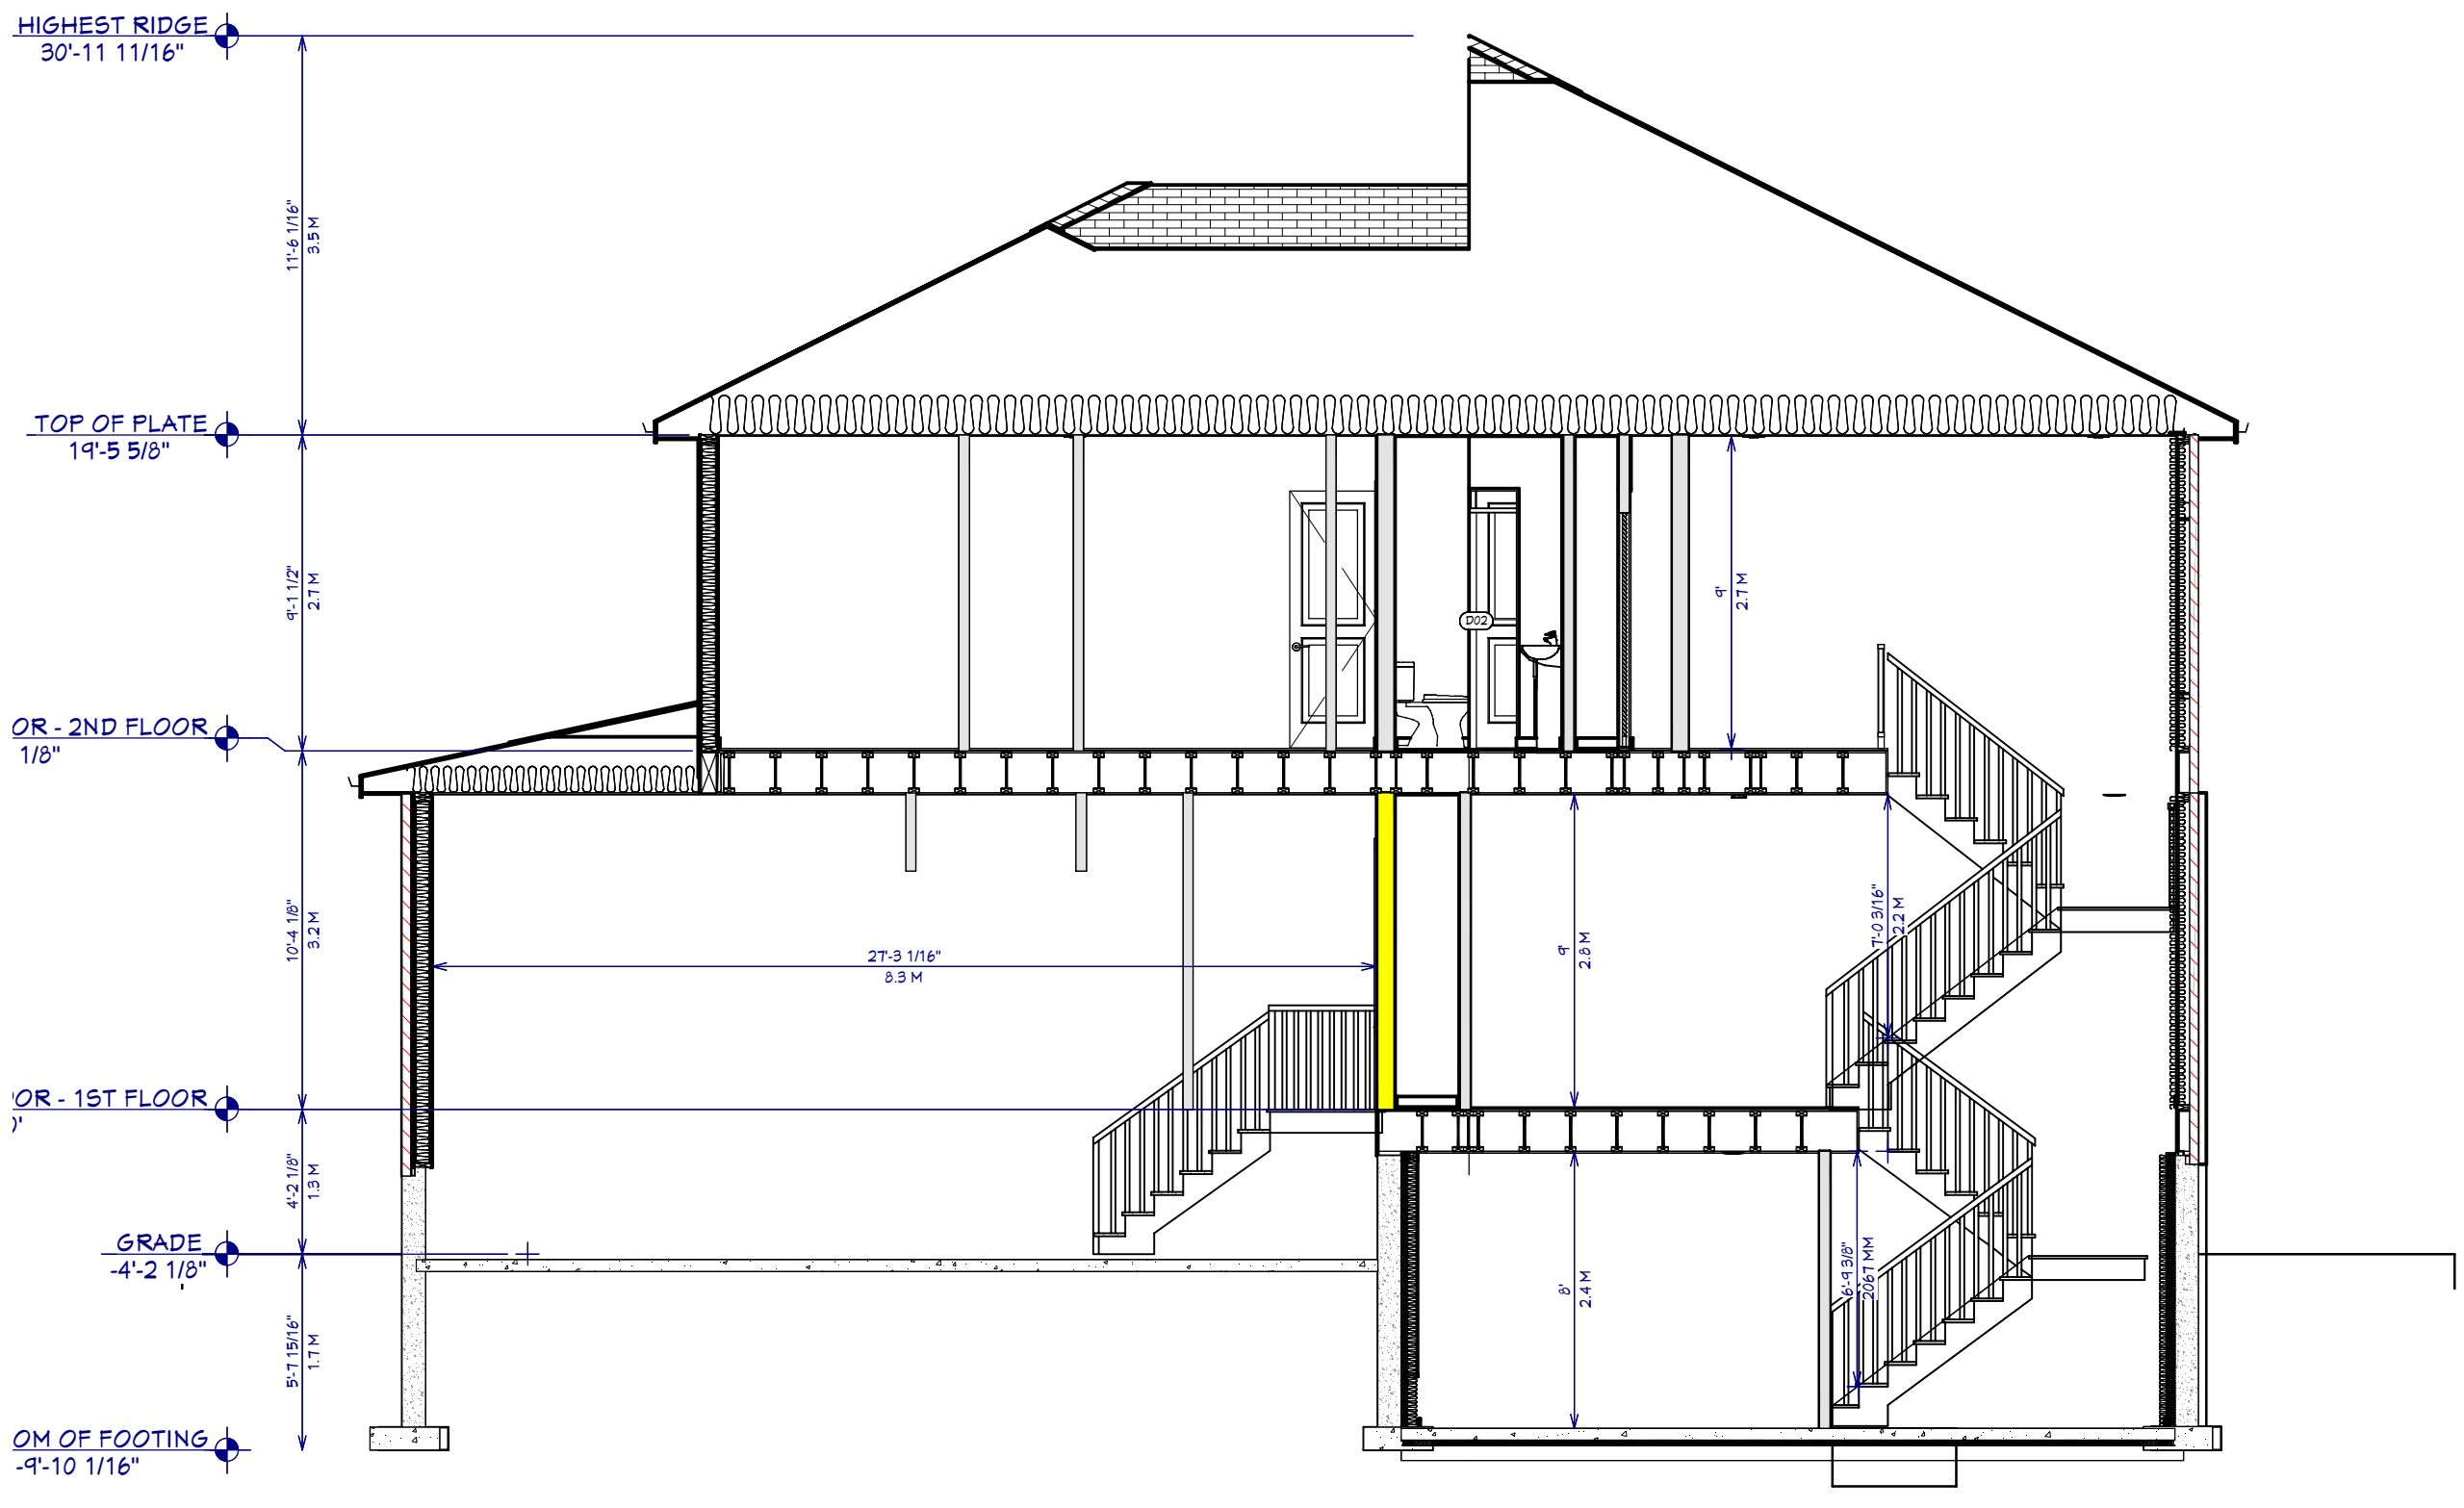 HIGHEST RIDGE
30'-11 11/16"
11'-6 1/16"
3.5 M
TOP OF PLATE
19'-5 5/8"
9'-1 1/2"
2.7 M
9'
2.7 M
D02
OR - 2ND FLOOR
1/8"
10'-4 1/8"
3.2 M
27'-3 1/16"
8.3 M
9'
2.8 M
7'-0 3/16"
2.2 M
OR - 1ST FLOOR
4'-2 1/8"
1.3 M
GRADE
-4'-2 1/8"
5'-7 15/16"
1.7 M
8'
2.4 M
6'-9 3/8"
2067 MM
OM OF FOOTING
-9'-10 1/16"